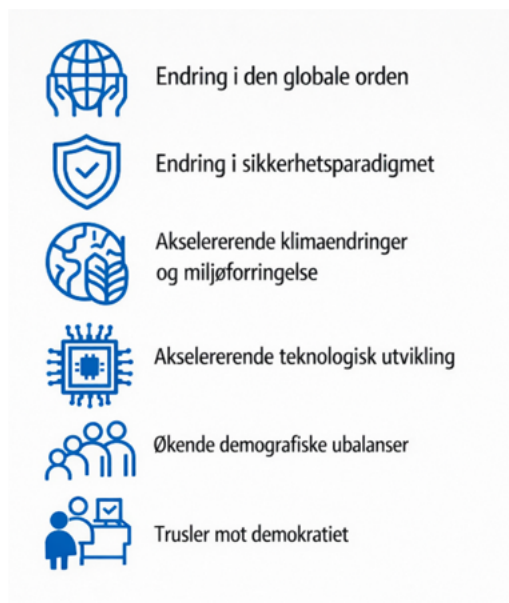 Endring i den globale orden
Endring i sikkerhetsparadigmet
Akselererende klimaendringer
og miljøforringelse
Akselererende teknologisk utvikling
Økende demografiske ubalanser
Trusler mot demokratiet